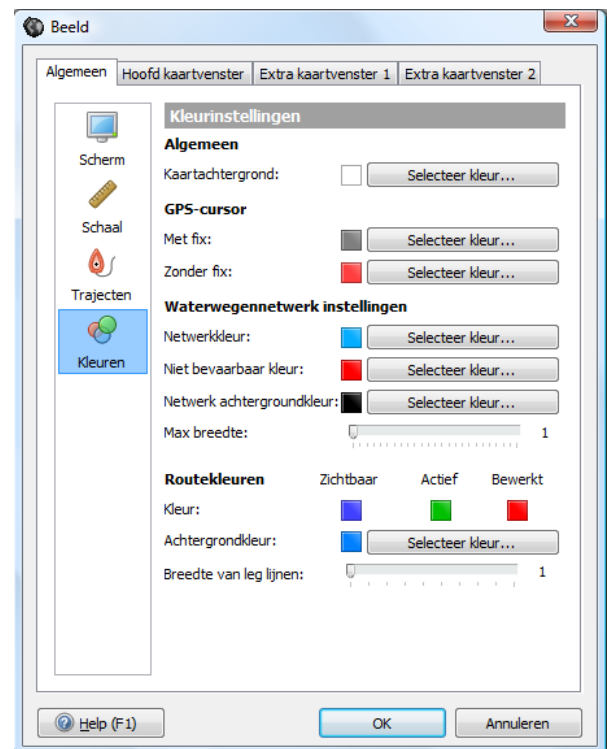 Beeld
Algemeen Hoofd kaartvenster Extra kaartvenster 1 Extra kaartvenster 2
Scherm
Schaal
Trajecten
Kleuren
Kleurinstellingen
Algemeen
Kaartachtergrond: Selecteer kleur...
GPS-cursor
Met fix: Selecteer kleur...
Zonder fix: Selecteer kleur...
Waterwegennetwerk instellingen
Netwerkkleur: Selecteer kleur...
Niet bevaarbaar kleur: Selecteer kleur...
Netwerk achtergrondkleur: Selecteer kleur...
Max breedte: 1
Routekleuren Zichtbaar Actief Bewerkt
Kleur:
Achtergrondkleur: Selecteer kleur...
Breedte van leg lijnen: 1
Help (F1) OK Annuleren